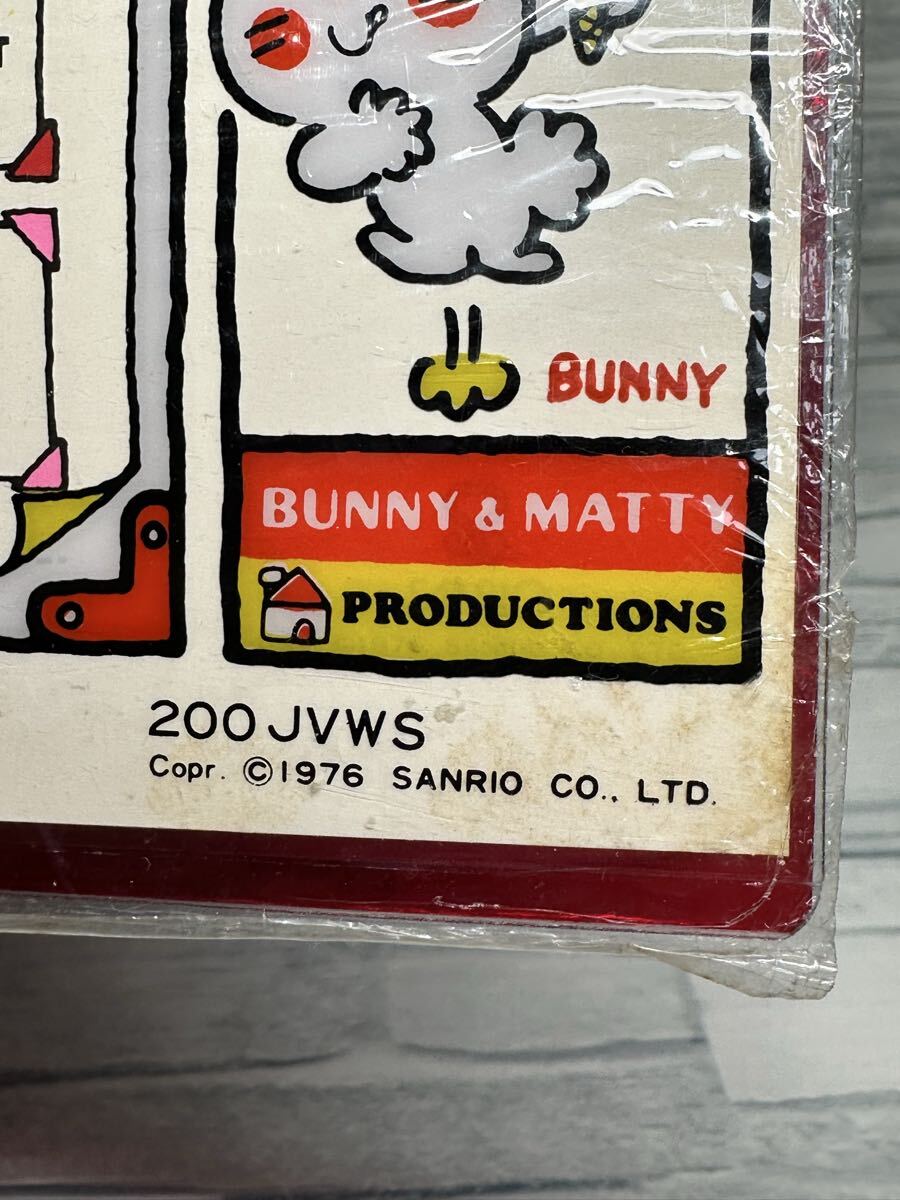 BUNNY
BUNNY & MATTY
PRODUCTIONS
200 JVWS
Copr. ©1976 SANRIO CO., LTD.